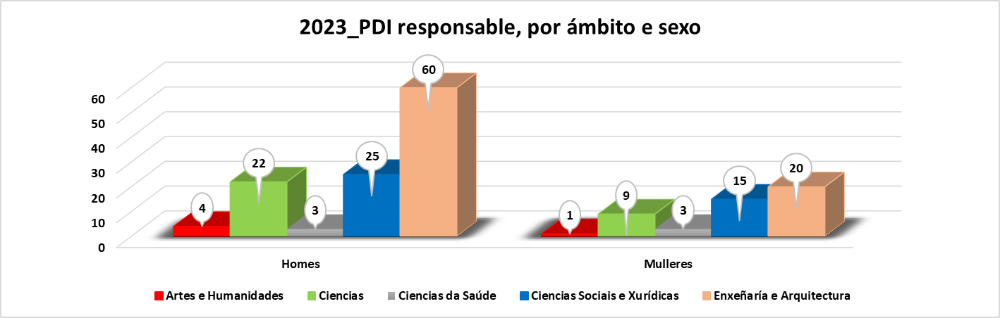 2023_PDI responsable, por ámbito e sexo
60
50
40
30
20
10
0
4
22
3
25
60
1
9
3
15
20
Homes
Mulleres
Artes e Humanidades
Ciencias
Ciencias da Saúde
Ciencias Sociais e Xurídicas
Enxeñaría e Arquitectura